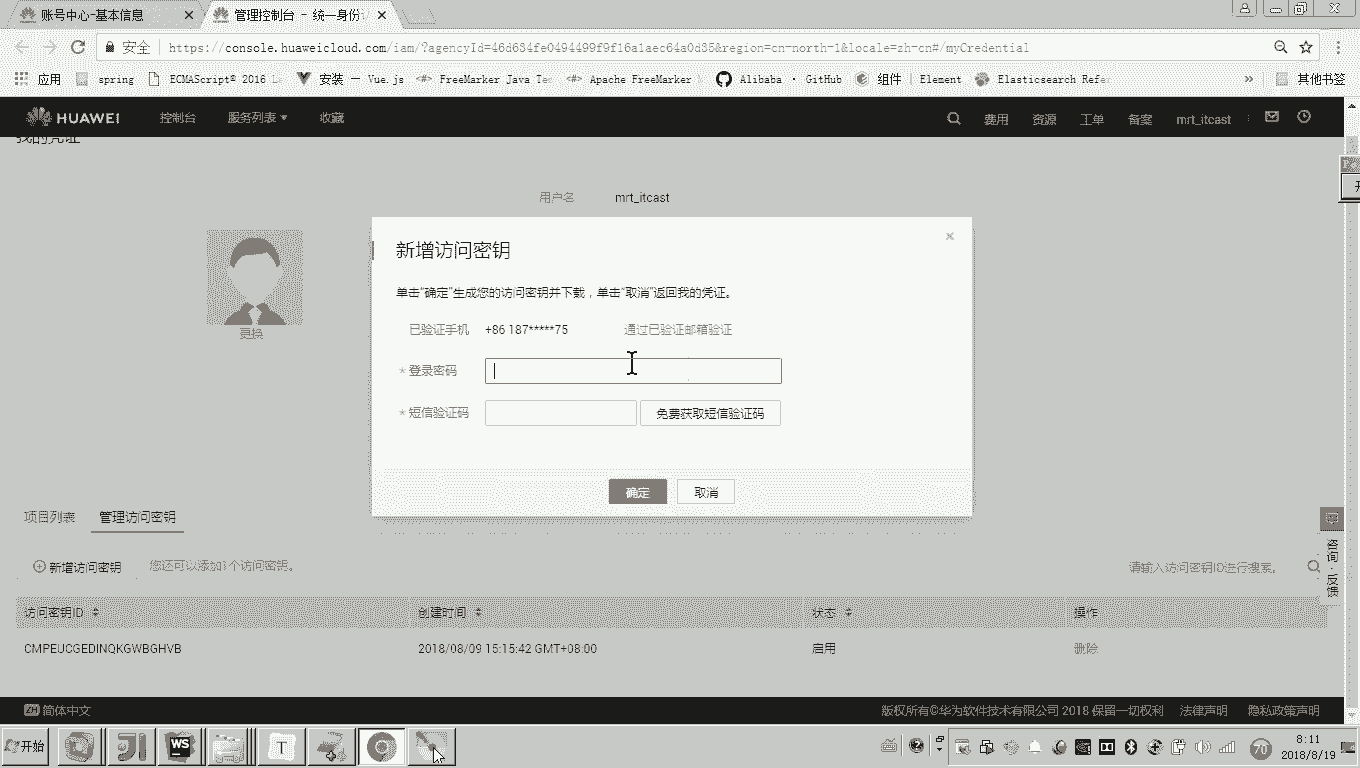 账号中心-基本信息
管理控制台 - 统一身份
安全 https://console.huaweicloud.com/iam/?agencyId=46d634fe0494499f9f16a1aec64a0d35&region=cn-north-1&locale=zh-cn#/myCredential
应用 spring ECMAScript® 2016 La 安装 — Vue.js FreeMarker Java Te Apache FreeMarker Alibaba · GitHub 组件 | Element Elasticsearch Refe » 其他书签
HUAWEI 控制台 服务列表 收藏 费用 资源 工单 备案 mrt_itcast
我的凭证
用户名 mrt_itcast
更换
新增访问密钥
单击“确定”生成您的访问密钥并下载，单击“取消”返回我的凭证。
已验证手机 +86 187*****75 通过已验证邮箱验证
* 登录密码
* 短信验证码 免费获取短信验证码
确定 取消
项目列表 管理访问密钥
新增访问密钥 您还可以添加1个访问密钥。 请输入访问密钥ID进行搜索。
咨询·反馈
访问密钥ID 创建时间 状态 操作
CMPEUCGEDINQKGWBGHVB 2018/08/09 15:15:42 GMT+08:00 启用 删除
ZH 简体中文 版权所有©华为软件技术有限公司 2018 保留一切权利 法律声明 隐私政策声明
开始 WS T 70 8:11
2018/8/19